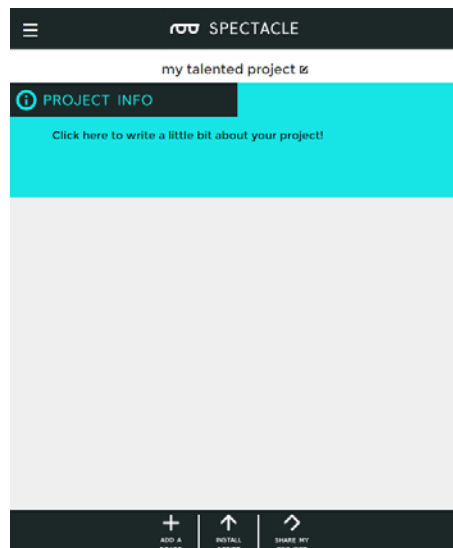 SPECTACLE
my talented project
PROJECT INFO
Click here to write a little bit about your project!
ADD A
INSTALL
SHARE MY